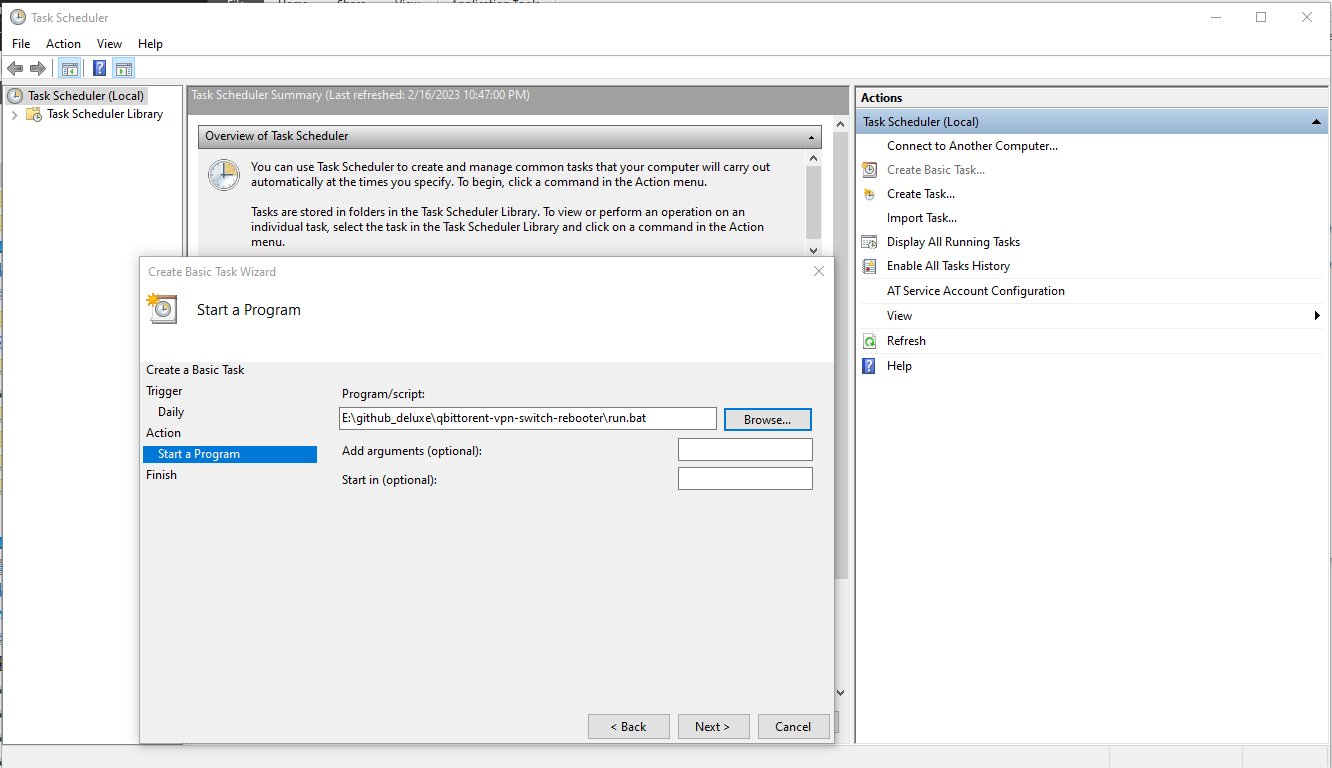 Task Scheduler
File Action View Help
Task Scheduler (Local)
Task Scheduler Library
Task Scheduler Summary (Last refreshed: 2/16/2023 10:47:00 PM)
Overview of Task Scheduler
You can use Task Scheduler to create and manage common tasks that your computer will carry out
automatically at the times you specify. To begin, click a command in the Action menu.
Tasks are stored in folders in the Task Scheduler Library. To view or perform an operation on an
individual task, select the task in the Task Scheduler Library and click on a command in the Action
menu.
Create Basic Task Wizard
Start a Program
Create a Basic Task
Trigger
Daily
Action
Start a Program
Finish
Program/script:
E:\github_deluxe\qbittorent-vpn-switch-rebooter\run.bat
Browse...
Add arguments (optional):
Start in (optional):
< Back
Next >
Cancel
Actions
Task Scheduler (Local)
Connect to Another Computer...
Create Basic Task...
Create Task...
Import Task...
Display All Running Tasks
Enable All Tasks History
AT Service Account Configuration
View
Refresh
Help